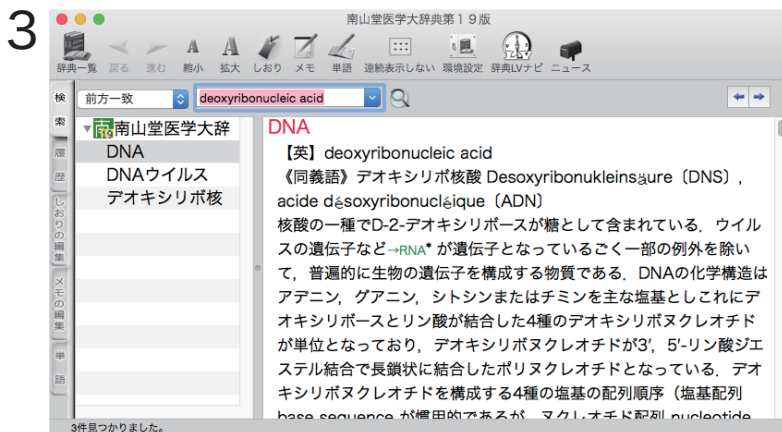 3
南山堂医学大辞典第19版
辞典一覧 戻る 進む 縮小 拡大 しおり メモ 単語 連続表示しない 環境設定 辞典LVナビ ニュース
検索
履歴
しおりの編集
メモの編集
単語
前方一致 deoxyribonucleic acid
南山堂医学大辞
DNA
DNAウイルス
デオキシリボ核
DNA
【英】deoxyribonucleic acid
《同義語》デオキシリボ核酸 Desoxyribonukleinsäure〔DNS〕,
acide désoxyribonucléique〔ADN〕
核酸の一種でD-2-デオキシリボースが糖として含まれている．ウイル
スの遺伝子など→RNA* が遺伝子となっているごく一部の例外を除い
て，普遍的に生物の遺伝子を構成する物質である．DNAの化学構造は
アデニン，グアニン，シトシンまたはチミンを主な塩基としこれにデ
オキシリボースとリン酸が結合した4種のデオキシリボヌクレオチド
が単位となっており，デオキシリボヌクレオチドが3′，5′-リン酸ジエ
ステル結合で長鎖状に結合したポリヌクレオチドとなっている．デオ
キシリボヌクレオチドを構成する4種の塩基の配列順序（塩基配列
base sequence が慣用的であるが，ヌクレオチド配列 nucleotide
3件見つかりました。